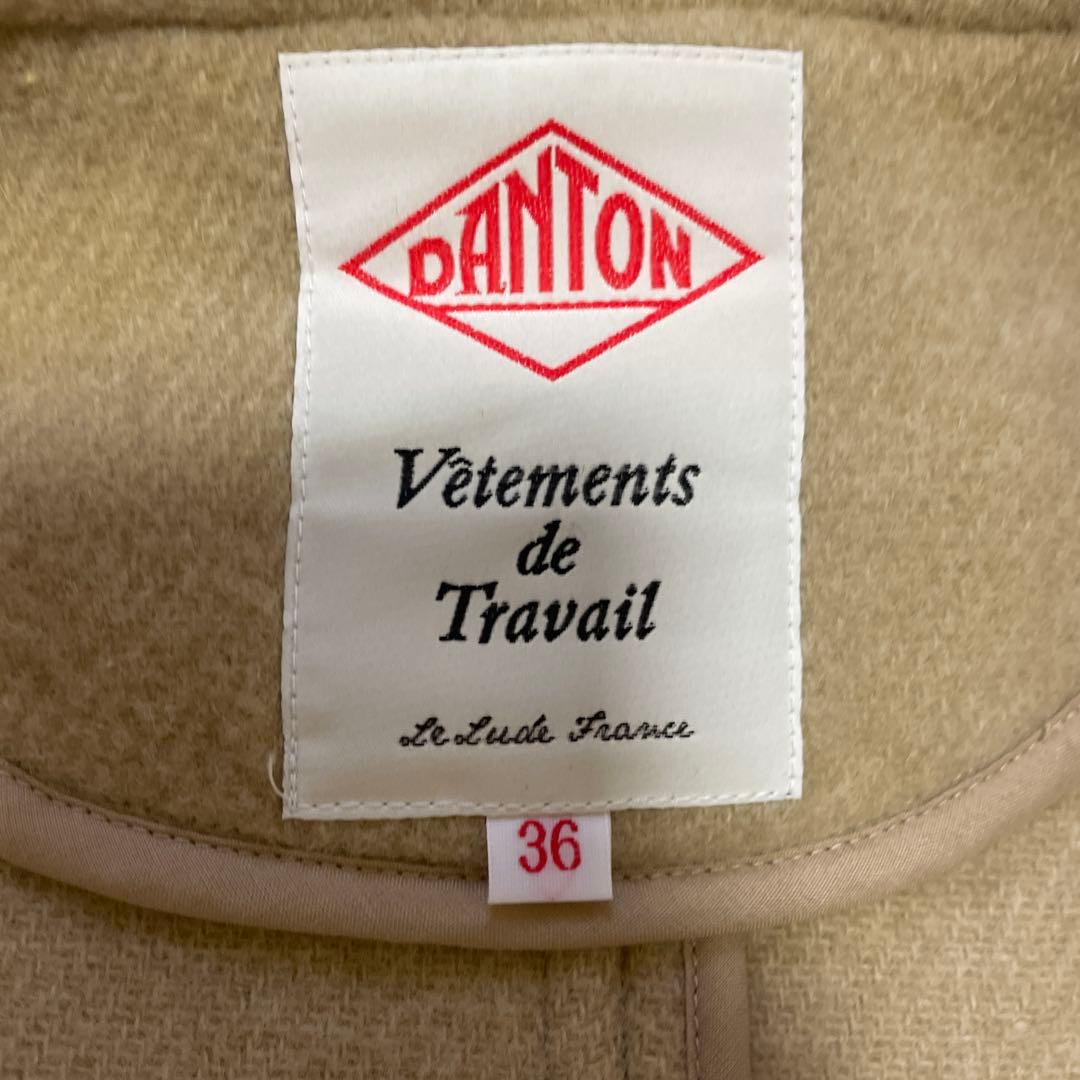 DANTON
Vêtements
de
Travail
Le Lude France
36